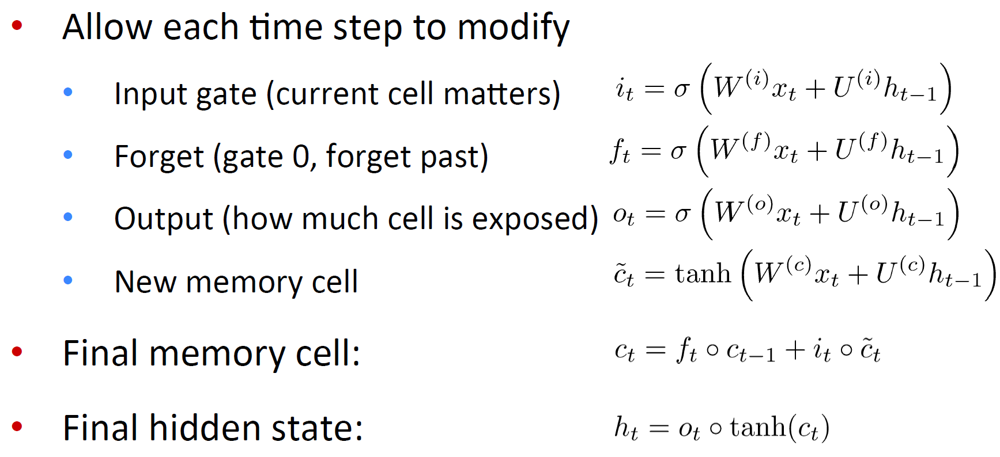 • Allow each time step to modify
• Input gate (current cell matters) $i_t = \sigma\left(W^{(i)}x_t + U^{(i)}h_{t-1}\right)$
• Forget (gate 0, forget past) $f_t = \sigma\left(W^{(f)}x_t + U^{(f)}h_{t-1}\right)$
• Output (how much cell is exposed) $o_t = \sigma\left(W^{(o)}x_t + U^{(o)}h_{t-1}\right)$
• New memory cell $\tilde{c}_t = \tanh\left(W^{(c)}x_t + U^{(c)}h_{t-1}\right)$
• Final memory cell: $c_t = f_t \circ c_{t-1} + i_t \circ \tilde{c}_t$
• Final hidden state: $h_t = o_t \circ \tanh(c_t)$